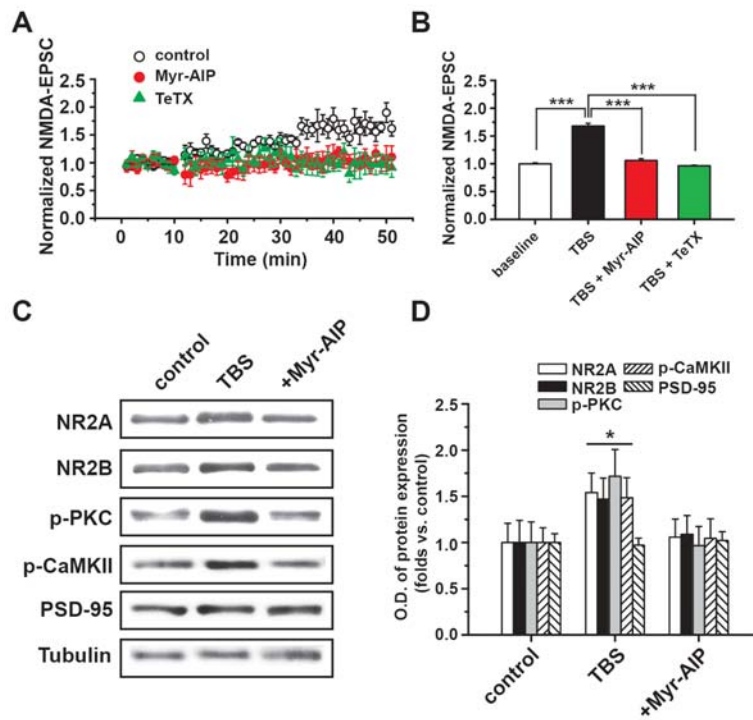 A
control
Myr-AIP
TeTX
Normalized NMDA-EPSC
2.5
2.0
1.5
1.0
0.5
0.0
0 10 20 30 40 50
Time (min)
B
Normalized NMDA-EPSC
2.5
2.0
1.5
1.0
0.5
0.0
***
*** ***
baseline
TBS
TBS + Myr-AIP
TBS + TeTX
C
control
TBS
+Myr-AIP
NR2A
NR2B
p-PKC
p-CaMKII
PSD-95
Tubulin
D
NR2A p-CaMKII
NR2B PSD-95
p-PKC
O.D. of protein expression
(folds vs. control)
2.5
2.0
1.5
1.0
0.5
0.0
*
control
TBS
+Myr-AIP